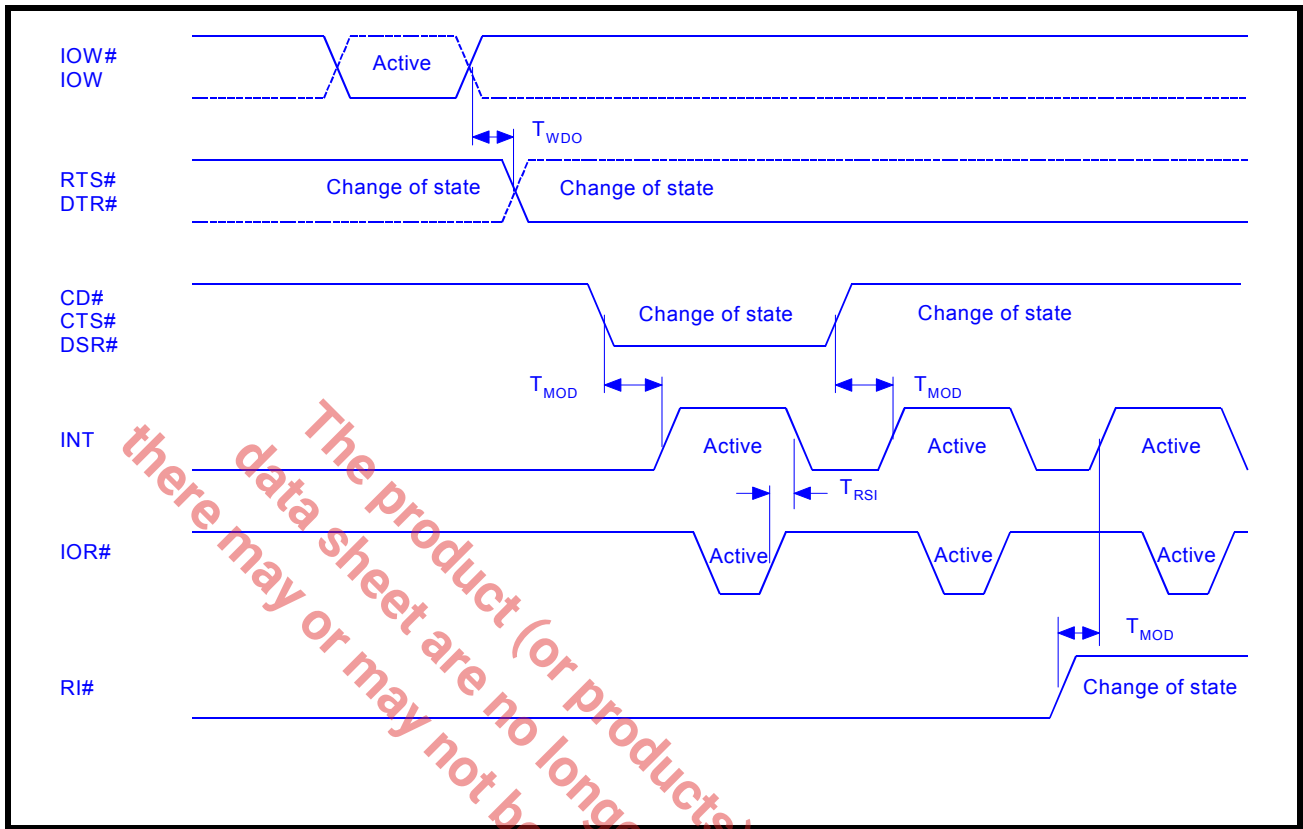 IOW#
IOW
Active
TWDO
RTS#
DTR#
Change of state
Change of state
CD#
CTS#
DSR#
Change of state
Change of state
TMOD
TMOD
INT
Active
Active
Active
TRSI
IOR#
Active
Active
Active
TMOD
RI#
Change of state
The product (or products)
data sheet are no longe
there may or may not be